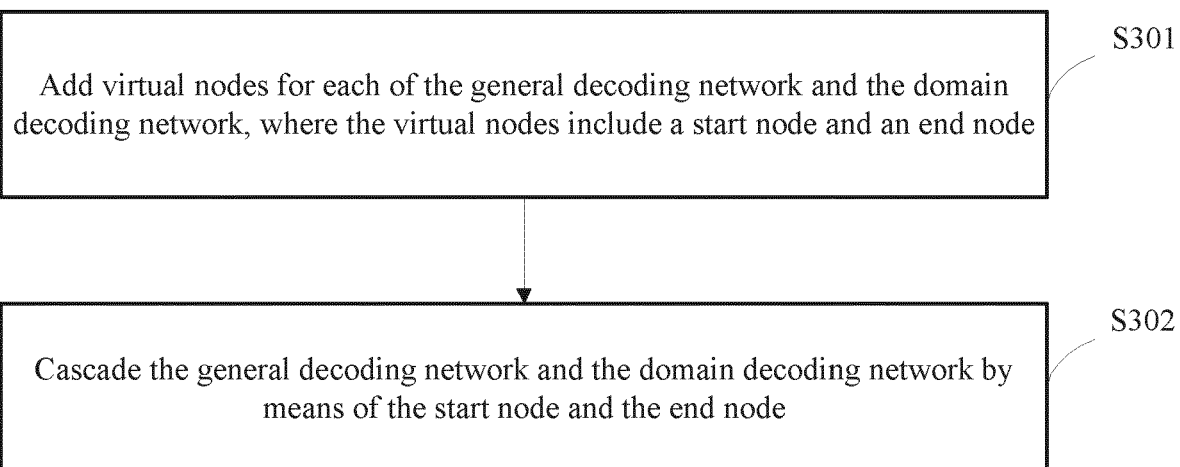 S301
Add virtual nodes for each of the general decoding network and the domain
decoding network, where the virtual nodes include a start node and an end node
S302
Cascade the general decoding network and the domain decoding network by
means of the start node and the end node